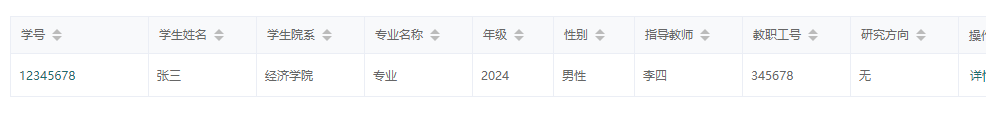 学号 学生姓名 学生院系 专业名称 年级 性别 指导教师 教职工号 研究方向 操作
12345678 张三 经济学院 专业 2024 男性 李四 345678 无 详情